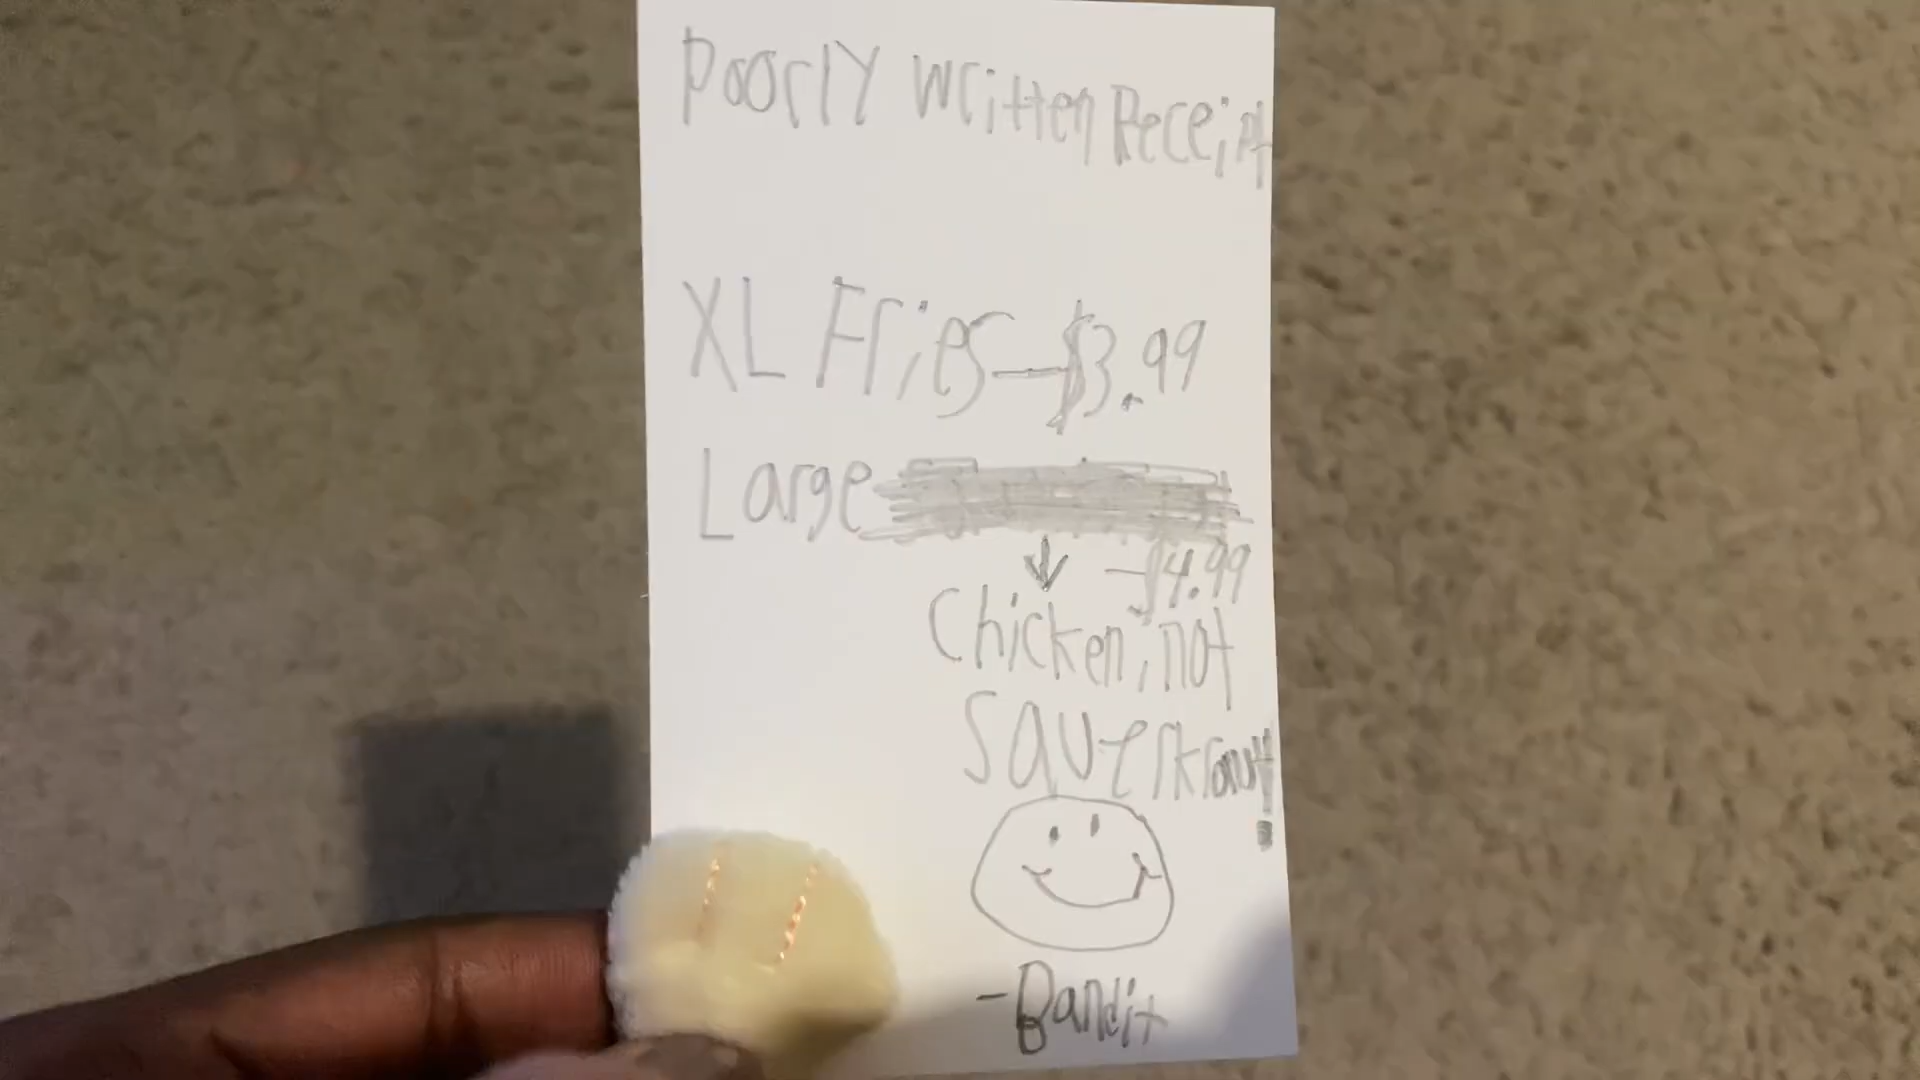 Poorly Written Receipt
XL Fries—$3.99
Large
↓ —$4.99
Chicken, not
Sauerkraut!
-Bandit